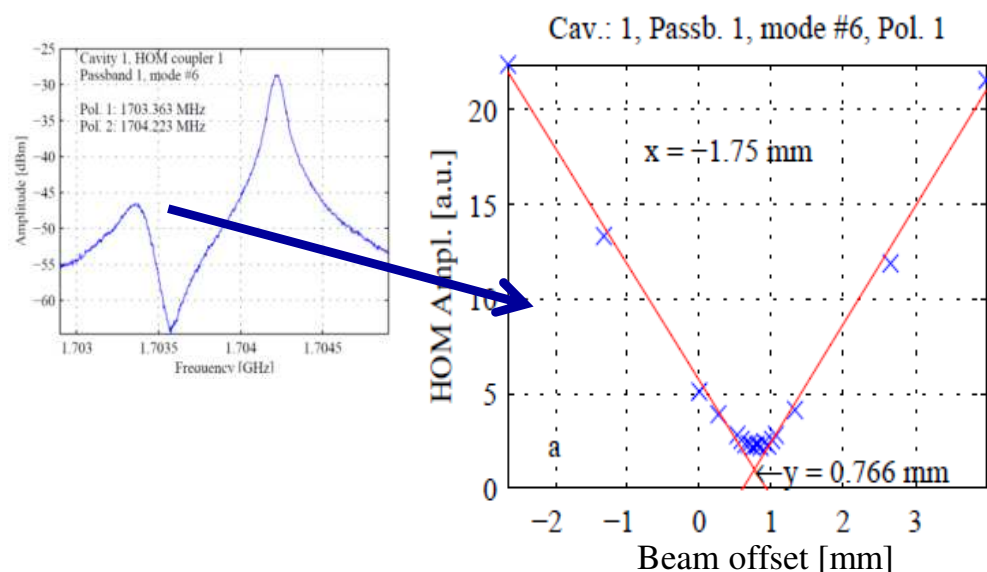 Cavity 1, HOM coupler 1
Passband 1, mode #6
Pol. 1: 1703.363 MHz
Pol. 2: 1704.223 MHz
Amplitude [dBm]
−25
−30
−35
−40
−45
−50
−55
−60
1.703
1.7035
1.704
1.7045
Frequency [GHz]
Cav.: 1, Passb. 1, mode #6, Pol. 1
HOM Ampl. [a.u.]
20
15
10
5
0
x = −1.75 mm
a
←y = 0.766 mm
−2
−1
0
1
2
3
Beam offset [mm]